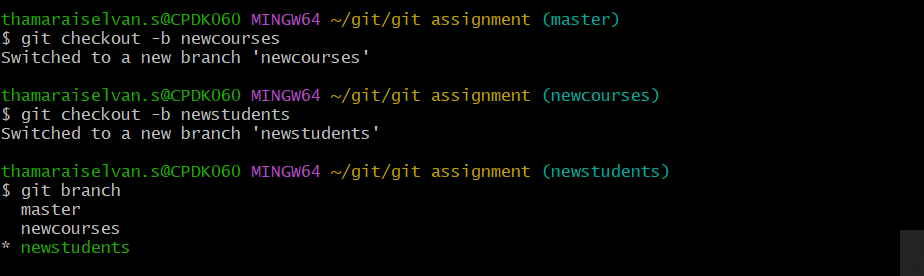 thamaraiselvan.s@CPDK060 MINGW64 ~/git/git assignment (master)
$ git checkout -b newcourses
Switched to a new branch 'newcourses'
thamaraiselvan.s@CPDK060 MINGW64 ~/git/git assignment (newcourses)
$ git checkout -b newstudents
Switched to a new branch 'newstudents'
thamaraiselvan.s@CPDK060 MINGW64 ~/git/git assignment (newstudents)
$ git branch
  master
  newcourses
* newstudents